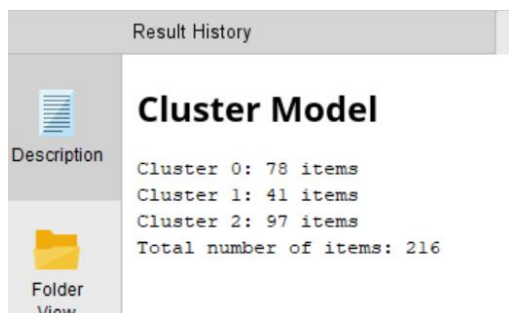 Result History
Cluster Model
Description
Cluster 0: 78 items
Cluster 1: 41 items
Cluster 2: 97 items
Total number of items: 216
Folder
View